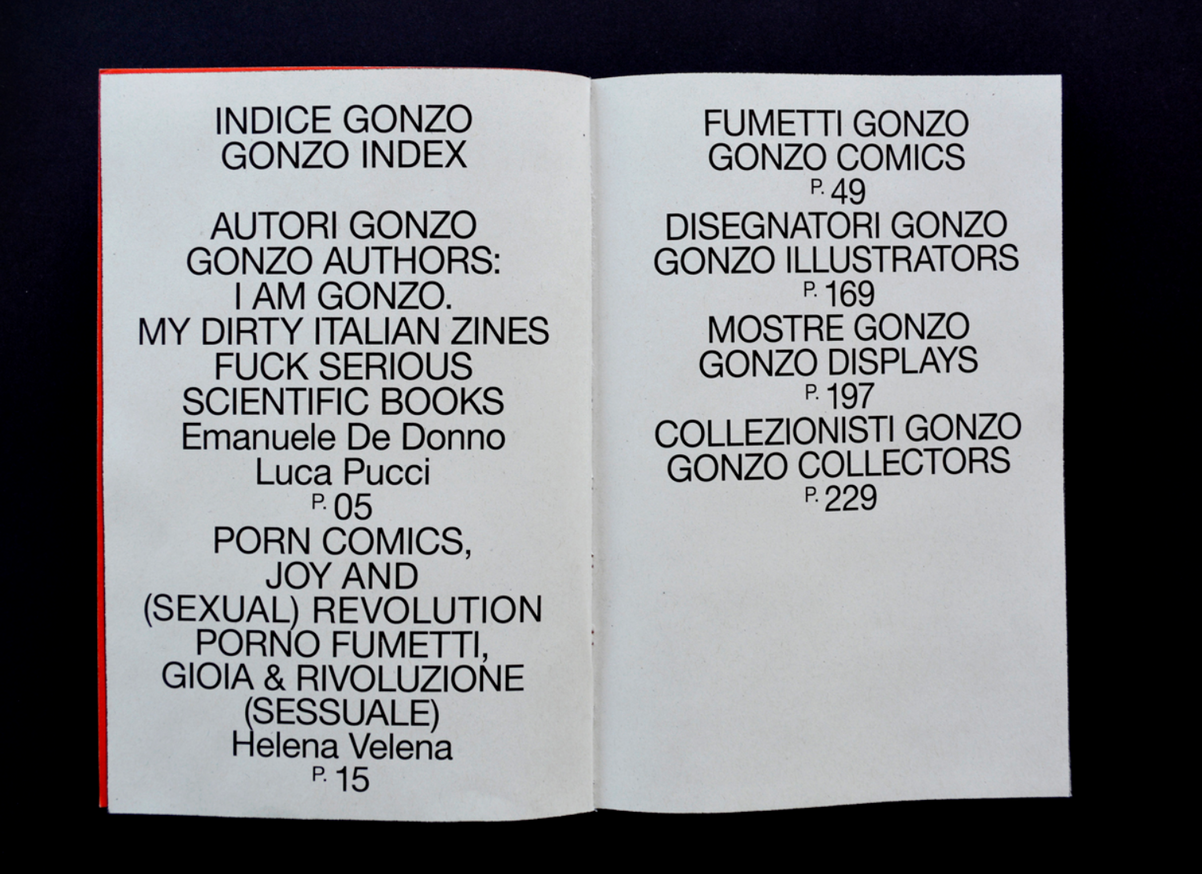 INDICE GONZO
GONZO INDEX
AUTORI GONZO
GONZO AUTHORS:
I AM GONZO.
MY DIRTY ITALIAN ZINES
FUCK SERIOUS
SCIENTIFIC BOOKS
Emanuele De Donno
Luca Pucci
P. 05
PORN COMICS,
JOY AND
(SEXUAL) REVOLUTION
PORNO FUMETTI,
GIOIA & RIVOLUZIONE
(SESSUALE)
Helena Velena
P. 15
FUMETTI GONZO
GONZO COMICS
P. 49
DISEGNATORI GONZO
GONZO ILLUSTRATORS
P. 169
MOSTRE GONZO
GONZO DISPLAYS
P. 197
COLLEZIONISTI GONZO
GONZO COLLECTORS
P. 229